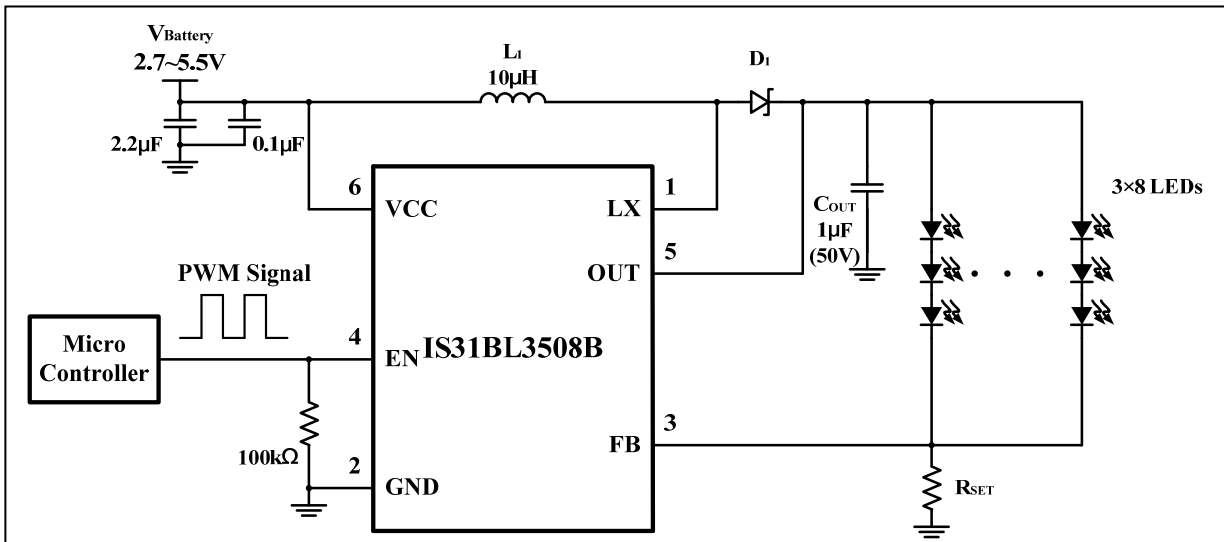 VBattery
2.7~5.5V
L1
10µH
D1
2.2µF
0.1µF
6
VCC
1
LX
COUT
1µF
(50V)
3×8 LEDs
5
OUT
PWM Signal
Micro
Controller
4
EN
IS31BL3508B
3
FB
100kΩ
2
GND
RSET